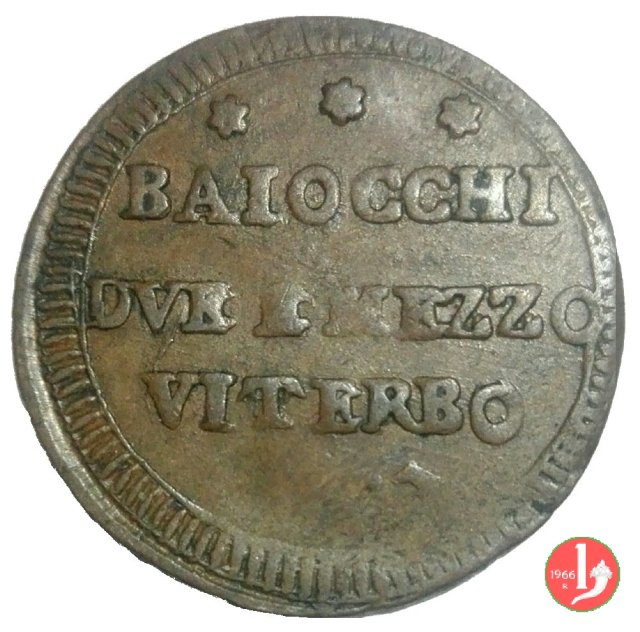 BAIOCCHI
DVE E MEZZO
VITERBO
1966
R